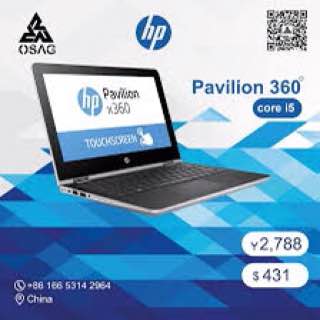 OSAG
hp
Pavilion 360°
core i5
hp
Pavilion
x360
TOUCHSCREEN
¥ 2,788
$ 431
+86 166 5314 2964
China